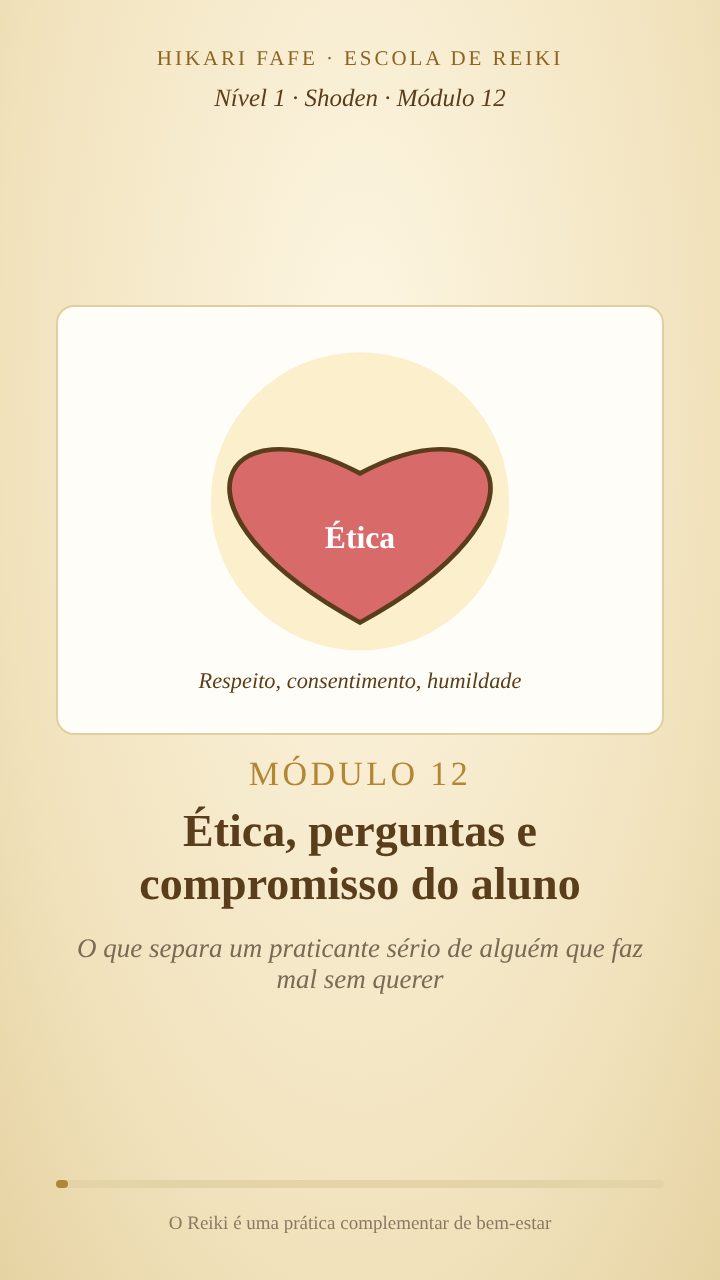 HIKARI FAFE · ESCOLA DE REIKI
Nível 1 · Shoden · Módulo 12
Ética
Respeito, consentimento, humildade
MÓDULO 12
Ética, perguntas e
compromisso do aluno
O que separa um praticante sério de alguém que faz
mal sem querer
O Reiki é uma prática complementar de bem-estar